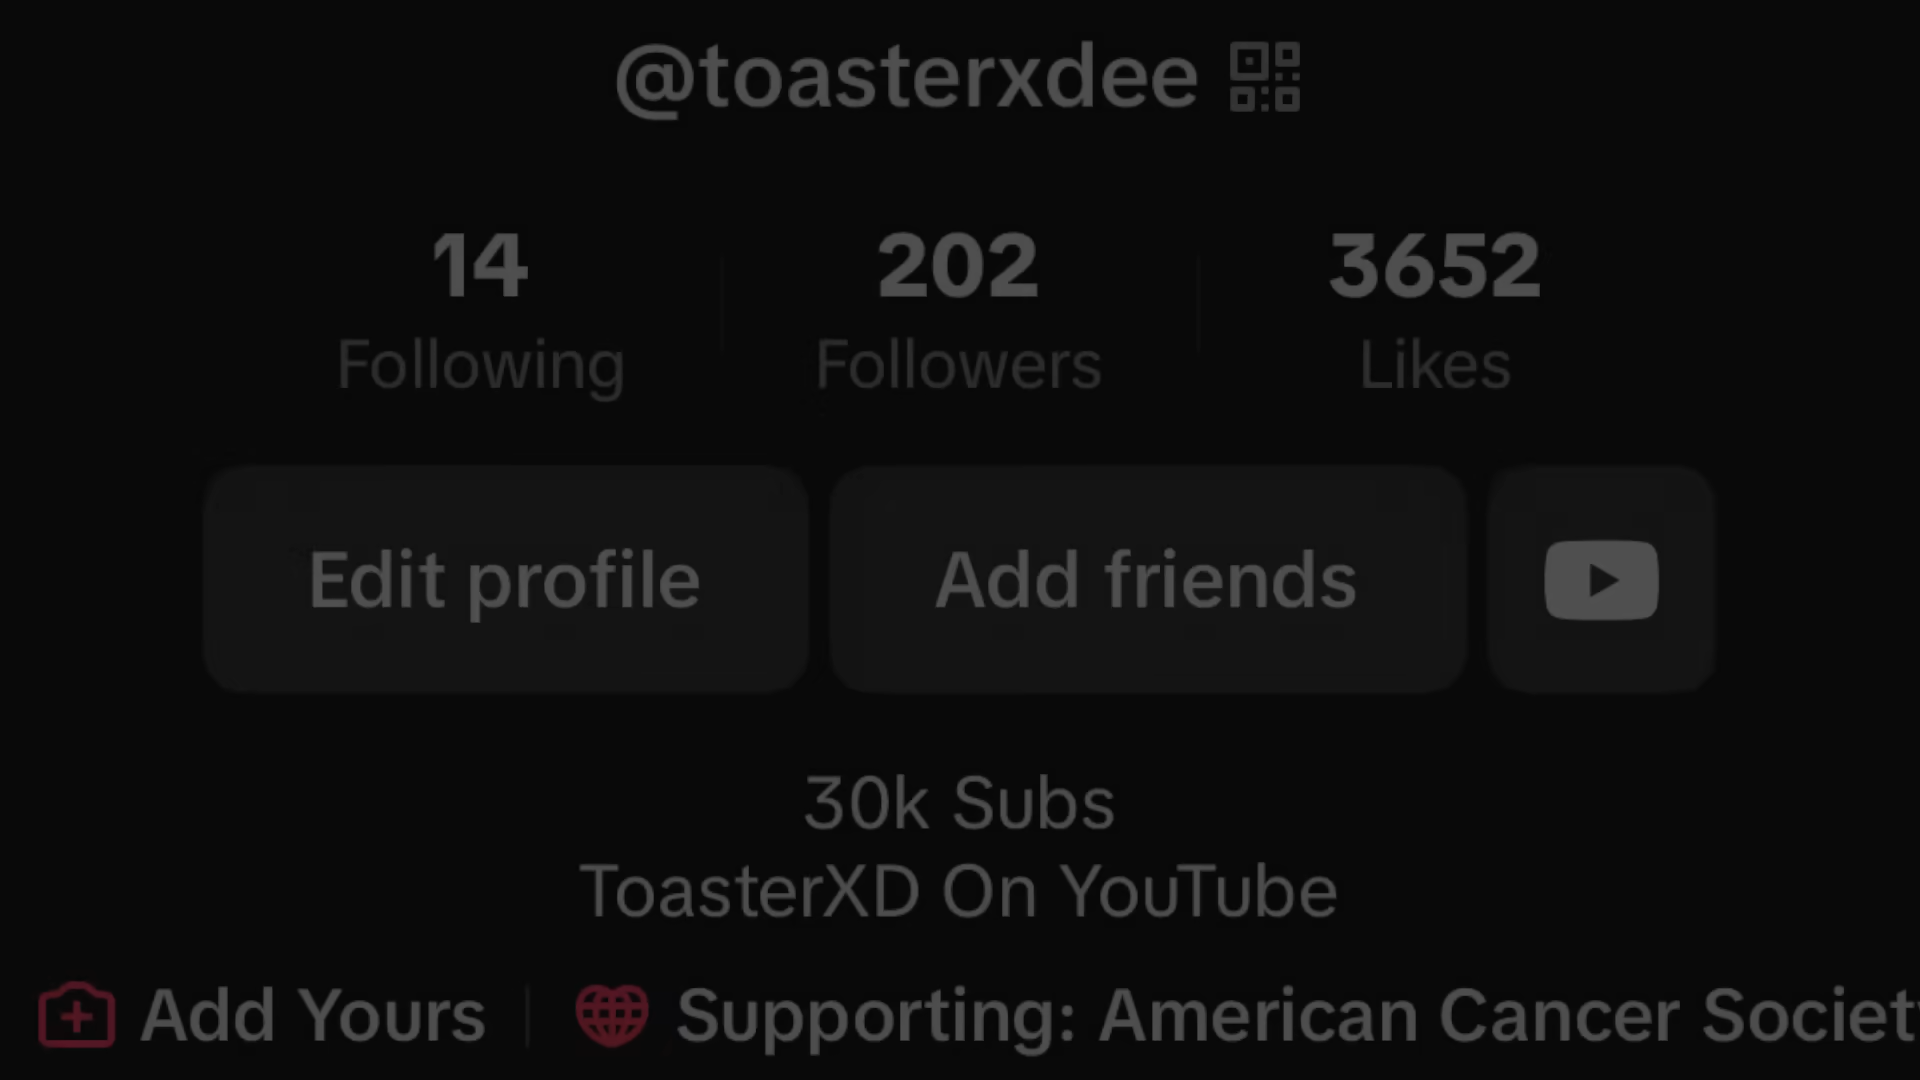 @toasterxdee
14 202 3652
Following Followers Likes
Edit profile Add friends
30k Subs
ToasterXD On YouTube
Add Yours Supporting: American Cancer Society